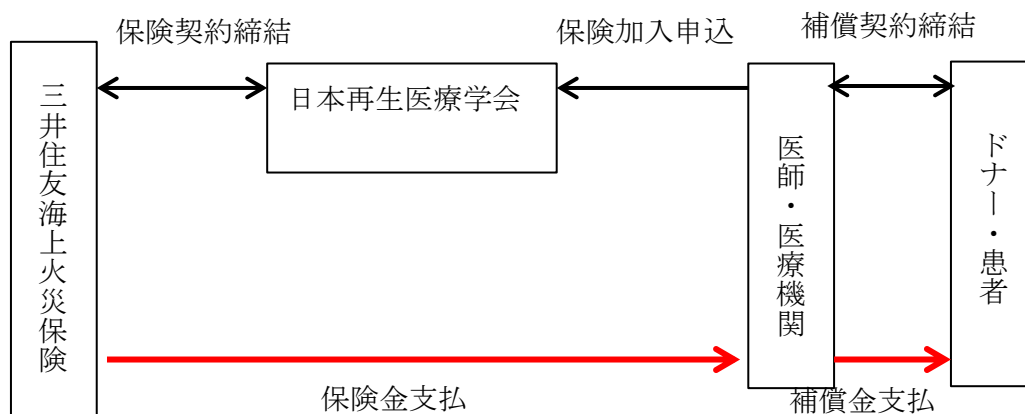 保険契約締結
保険加入申込
補償契約締結
三井住友海上火災保険
日本再生医療学会
医師・医療機関
ドナー・患者
保険金支払
補償金支払